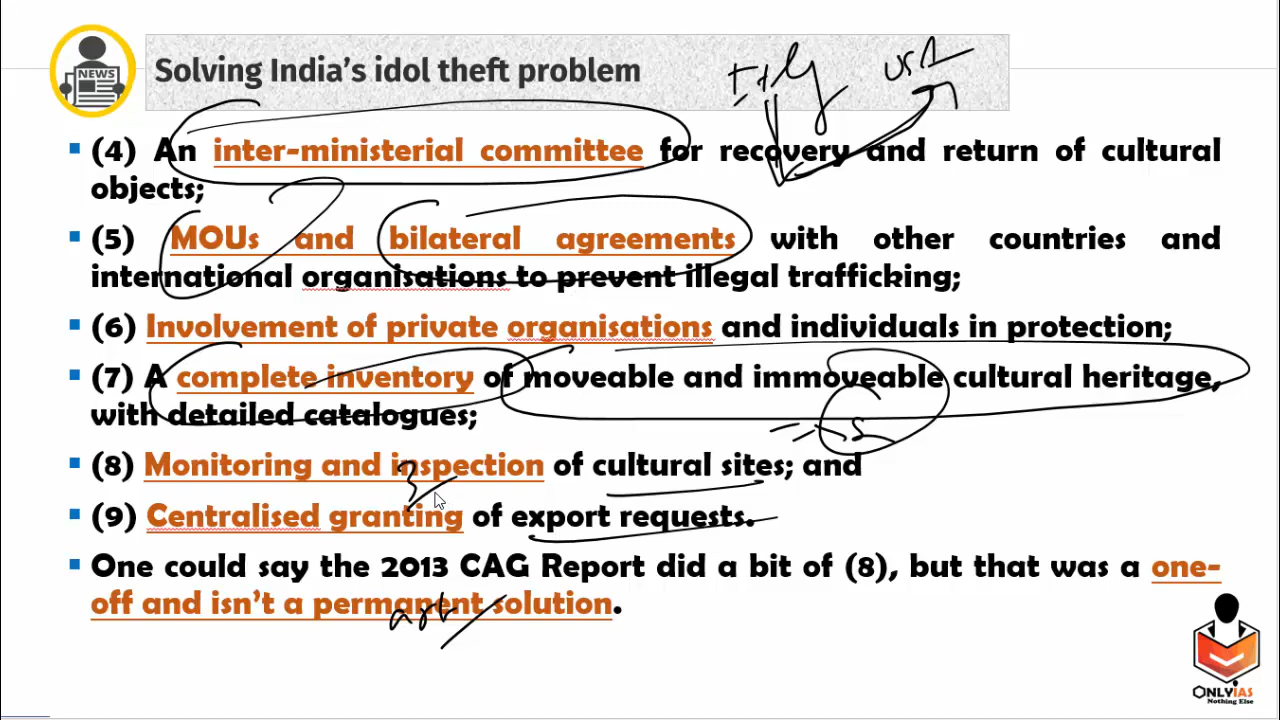 NEWS
Solving India's idol theft problem
Italy
USA
(4) An inter-ministerial committee for recovery and return of cultural
objects;
(5) MOUs and bilateral agreements with other countries and
international organisations to prevent illegal trafficking;
(6) Involvement of private organisations and individuals in protection;
(7) A complete inventory of moveable and immoveable cultural heritage,
with detailed catalogues;
(8) Monitoring and inspection of cultural sites; and
(9) Centralised granting of export requests.
One could say the 2013 CAG Report did a bit of (8), but that was a one-
off and isn't a permanent solution.
ONLYIAS
Nothing Else